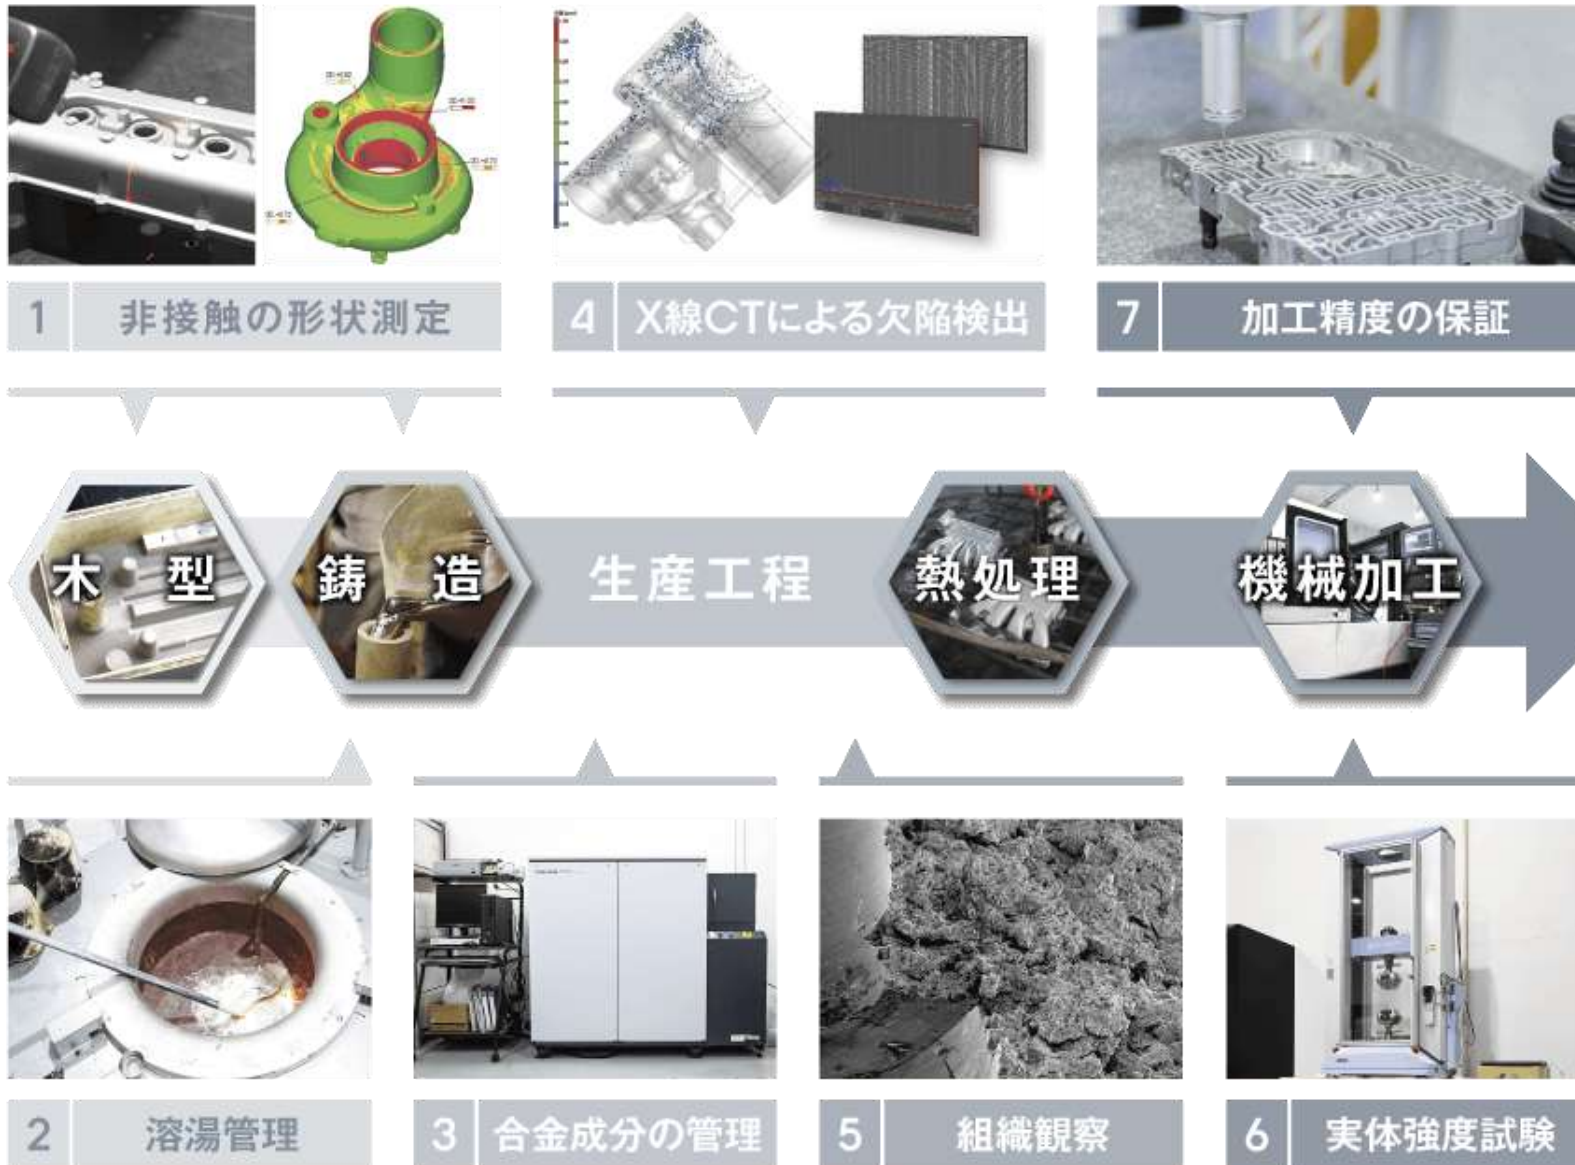 1 非接触の形状測定
4 X線CTによる欠陥検出
7 加工精度の保証
木型
鋳造
生産工程
熱処理
機械加工
2 溶湯管理
3 合金成分の管理
5 組織観察
6 実体強度試験